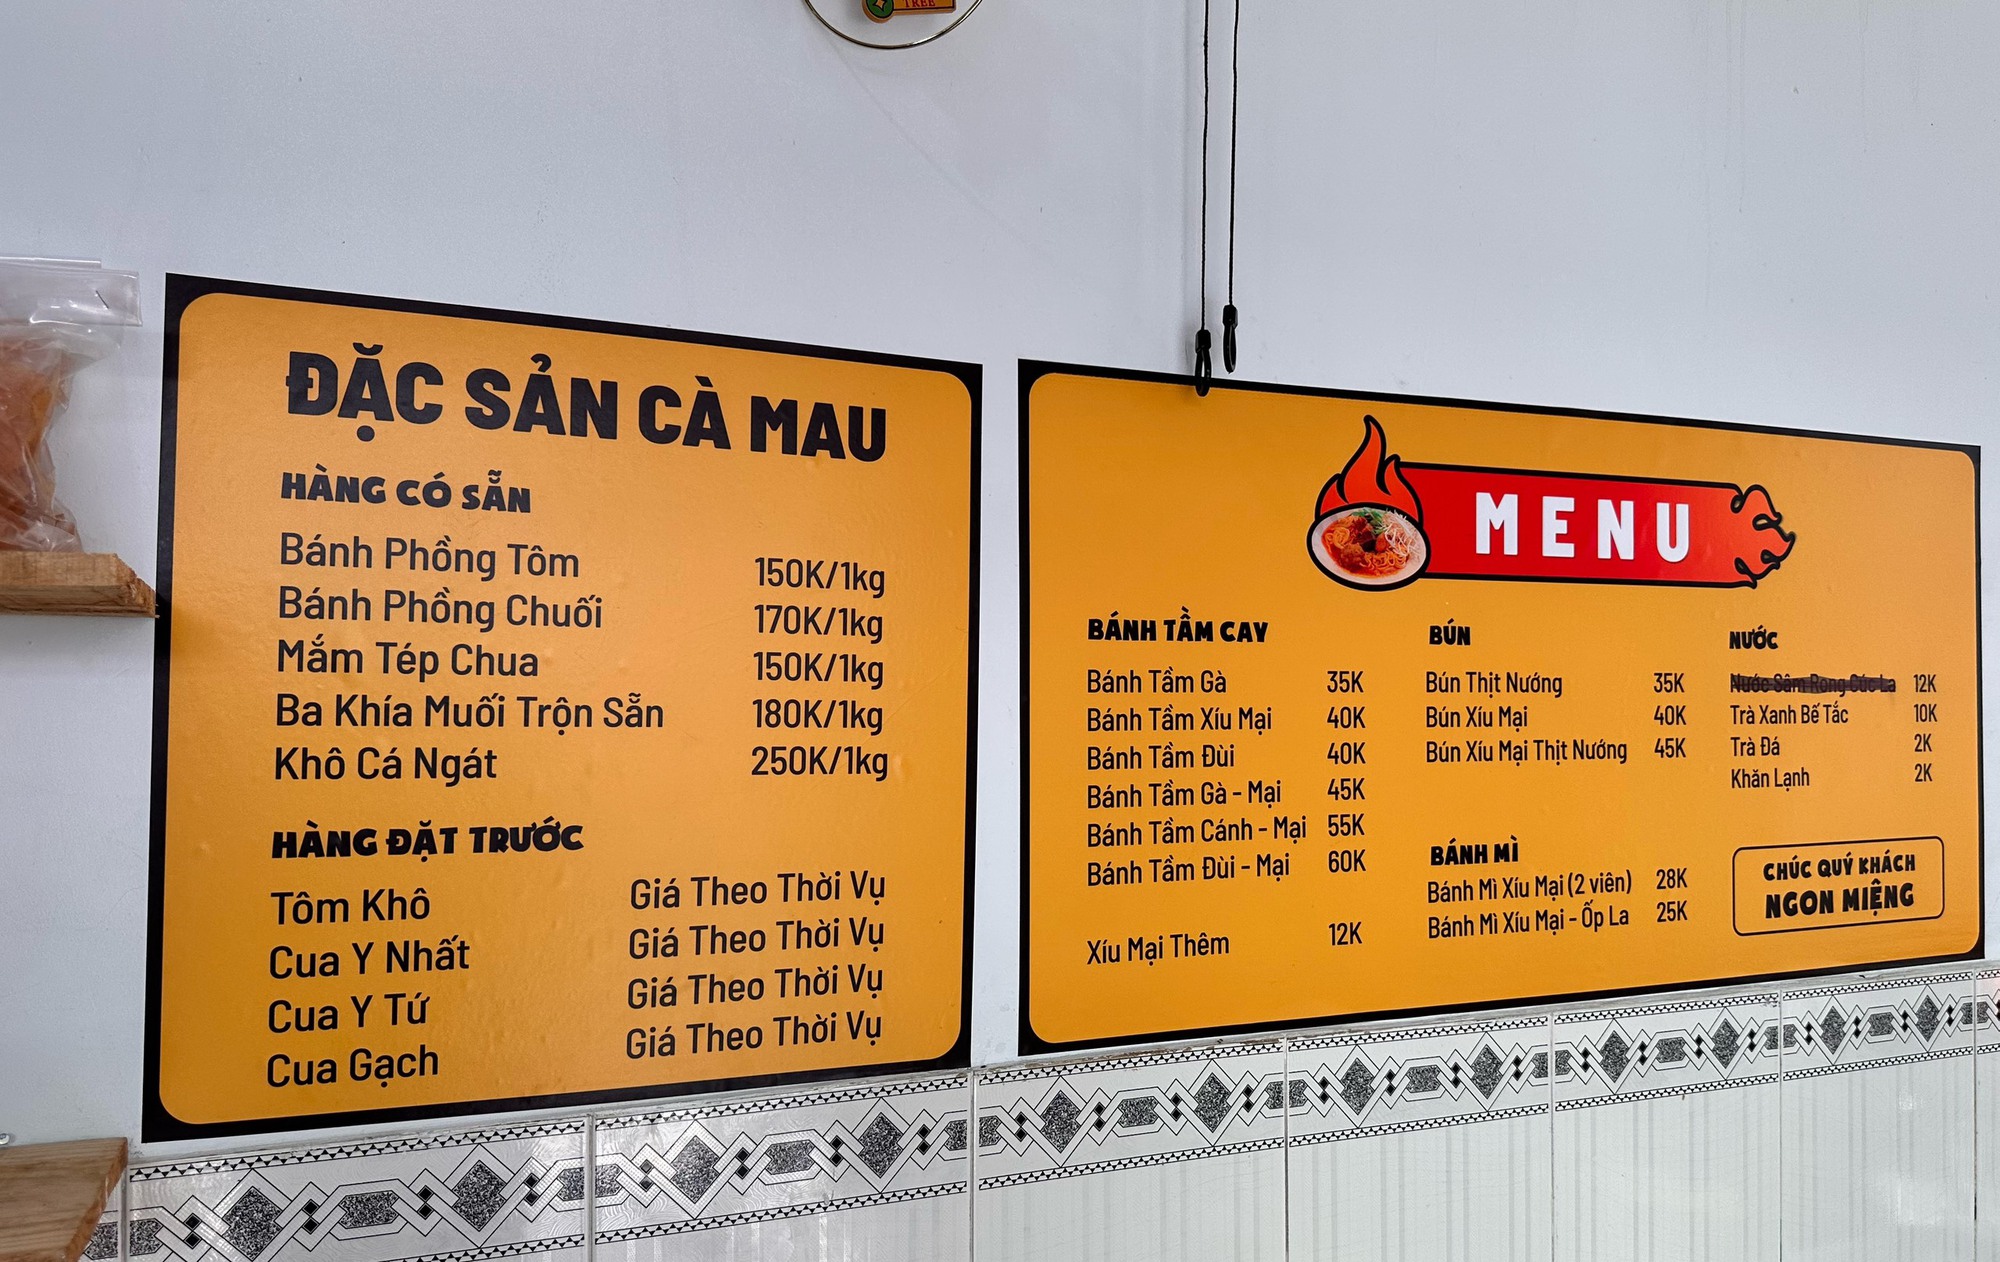 TREE
ĐẶC SẢN CÀ MAU
HÀNG CÓ SẴN
Bánh Phồng Tôm 150K/1kg
Bánh Phồng Chuối 170K/1kg
Mắm Tép Chua 150K/1kg
Ba Khía Muối Trộn Sẵn 180K/1kg
Khô Cá Ngát 250K/1kg
HÀNG ĐẶT TRƯỚC
Tôm Khô Giá Theo Thời Vụ
Cua Y Nhất Giá Theo Thời Vụ
Cua Y Tứ Giá Theo Thời Vụ
Cua Gạch Giá Theo Thời Vụ
MENU
BÁNH TẦM CAY
Bánh Tầm Gà 35K
Bánh Tầm Xíu Mại 40K
Bánh Tầm Đùi 40K
Bánh Tầm Gà - Mại 45K
Bánh Tầm Cánh - Mại 55K
Bánh Tầm Đùi - Mại 60K
Xíu Mại Thêm 12K
BÚN
Bún Thịt Nướng 35K
Bún Xíu Mại 40K
Bún Xíu Mại Thịt Nướng 45K
BÁNH MÌ
Bánh Mì Xíu Mại (2 viên) 28K
Bánh Mì Xíu Mại - Ốp La 25K
NƯỚC
Nước Sâm Rong Cúc La 12K
Trà Xanh Bế Tắc 10K
Trà Đá 2K
Khăn Lạnh 2K
CHÚC QUÝ KHÁCH
NGON MIỆNG